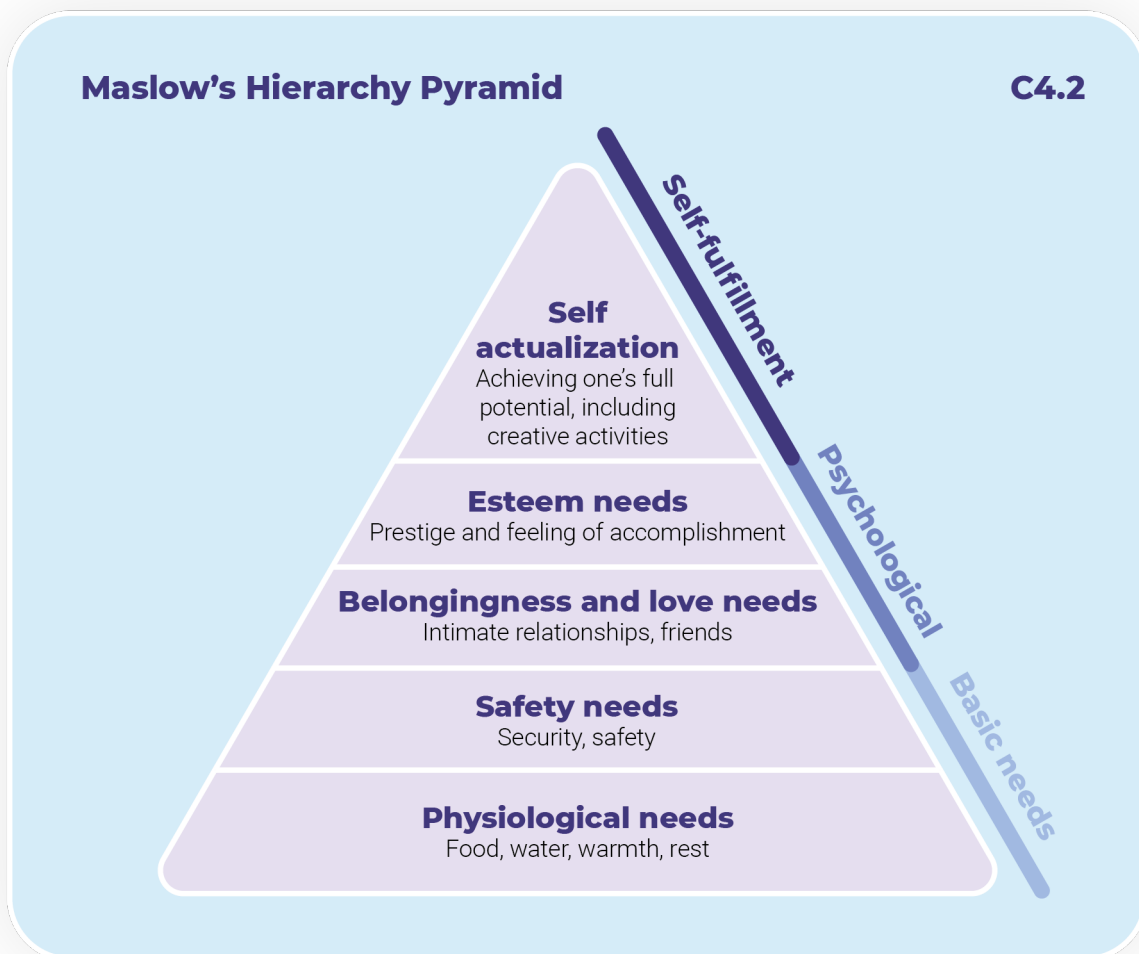 Maslow’s Hierarchy Pyramid
C4.2
Self-fulfillment
Self
actualization
Achieving one’s full
potential, including
creative activities
Psychological
Esteem needs
Prestige and feeling of accomplishment
Belongingness and love needs
Intimate relationships, friends
Basic needs
Safety needs
Security, safety
Physiological needs
Food, water, warmth, rest